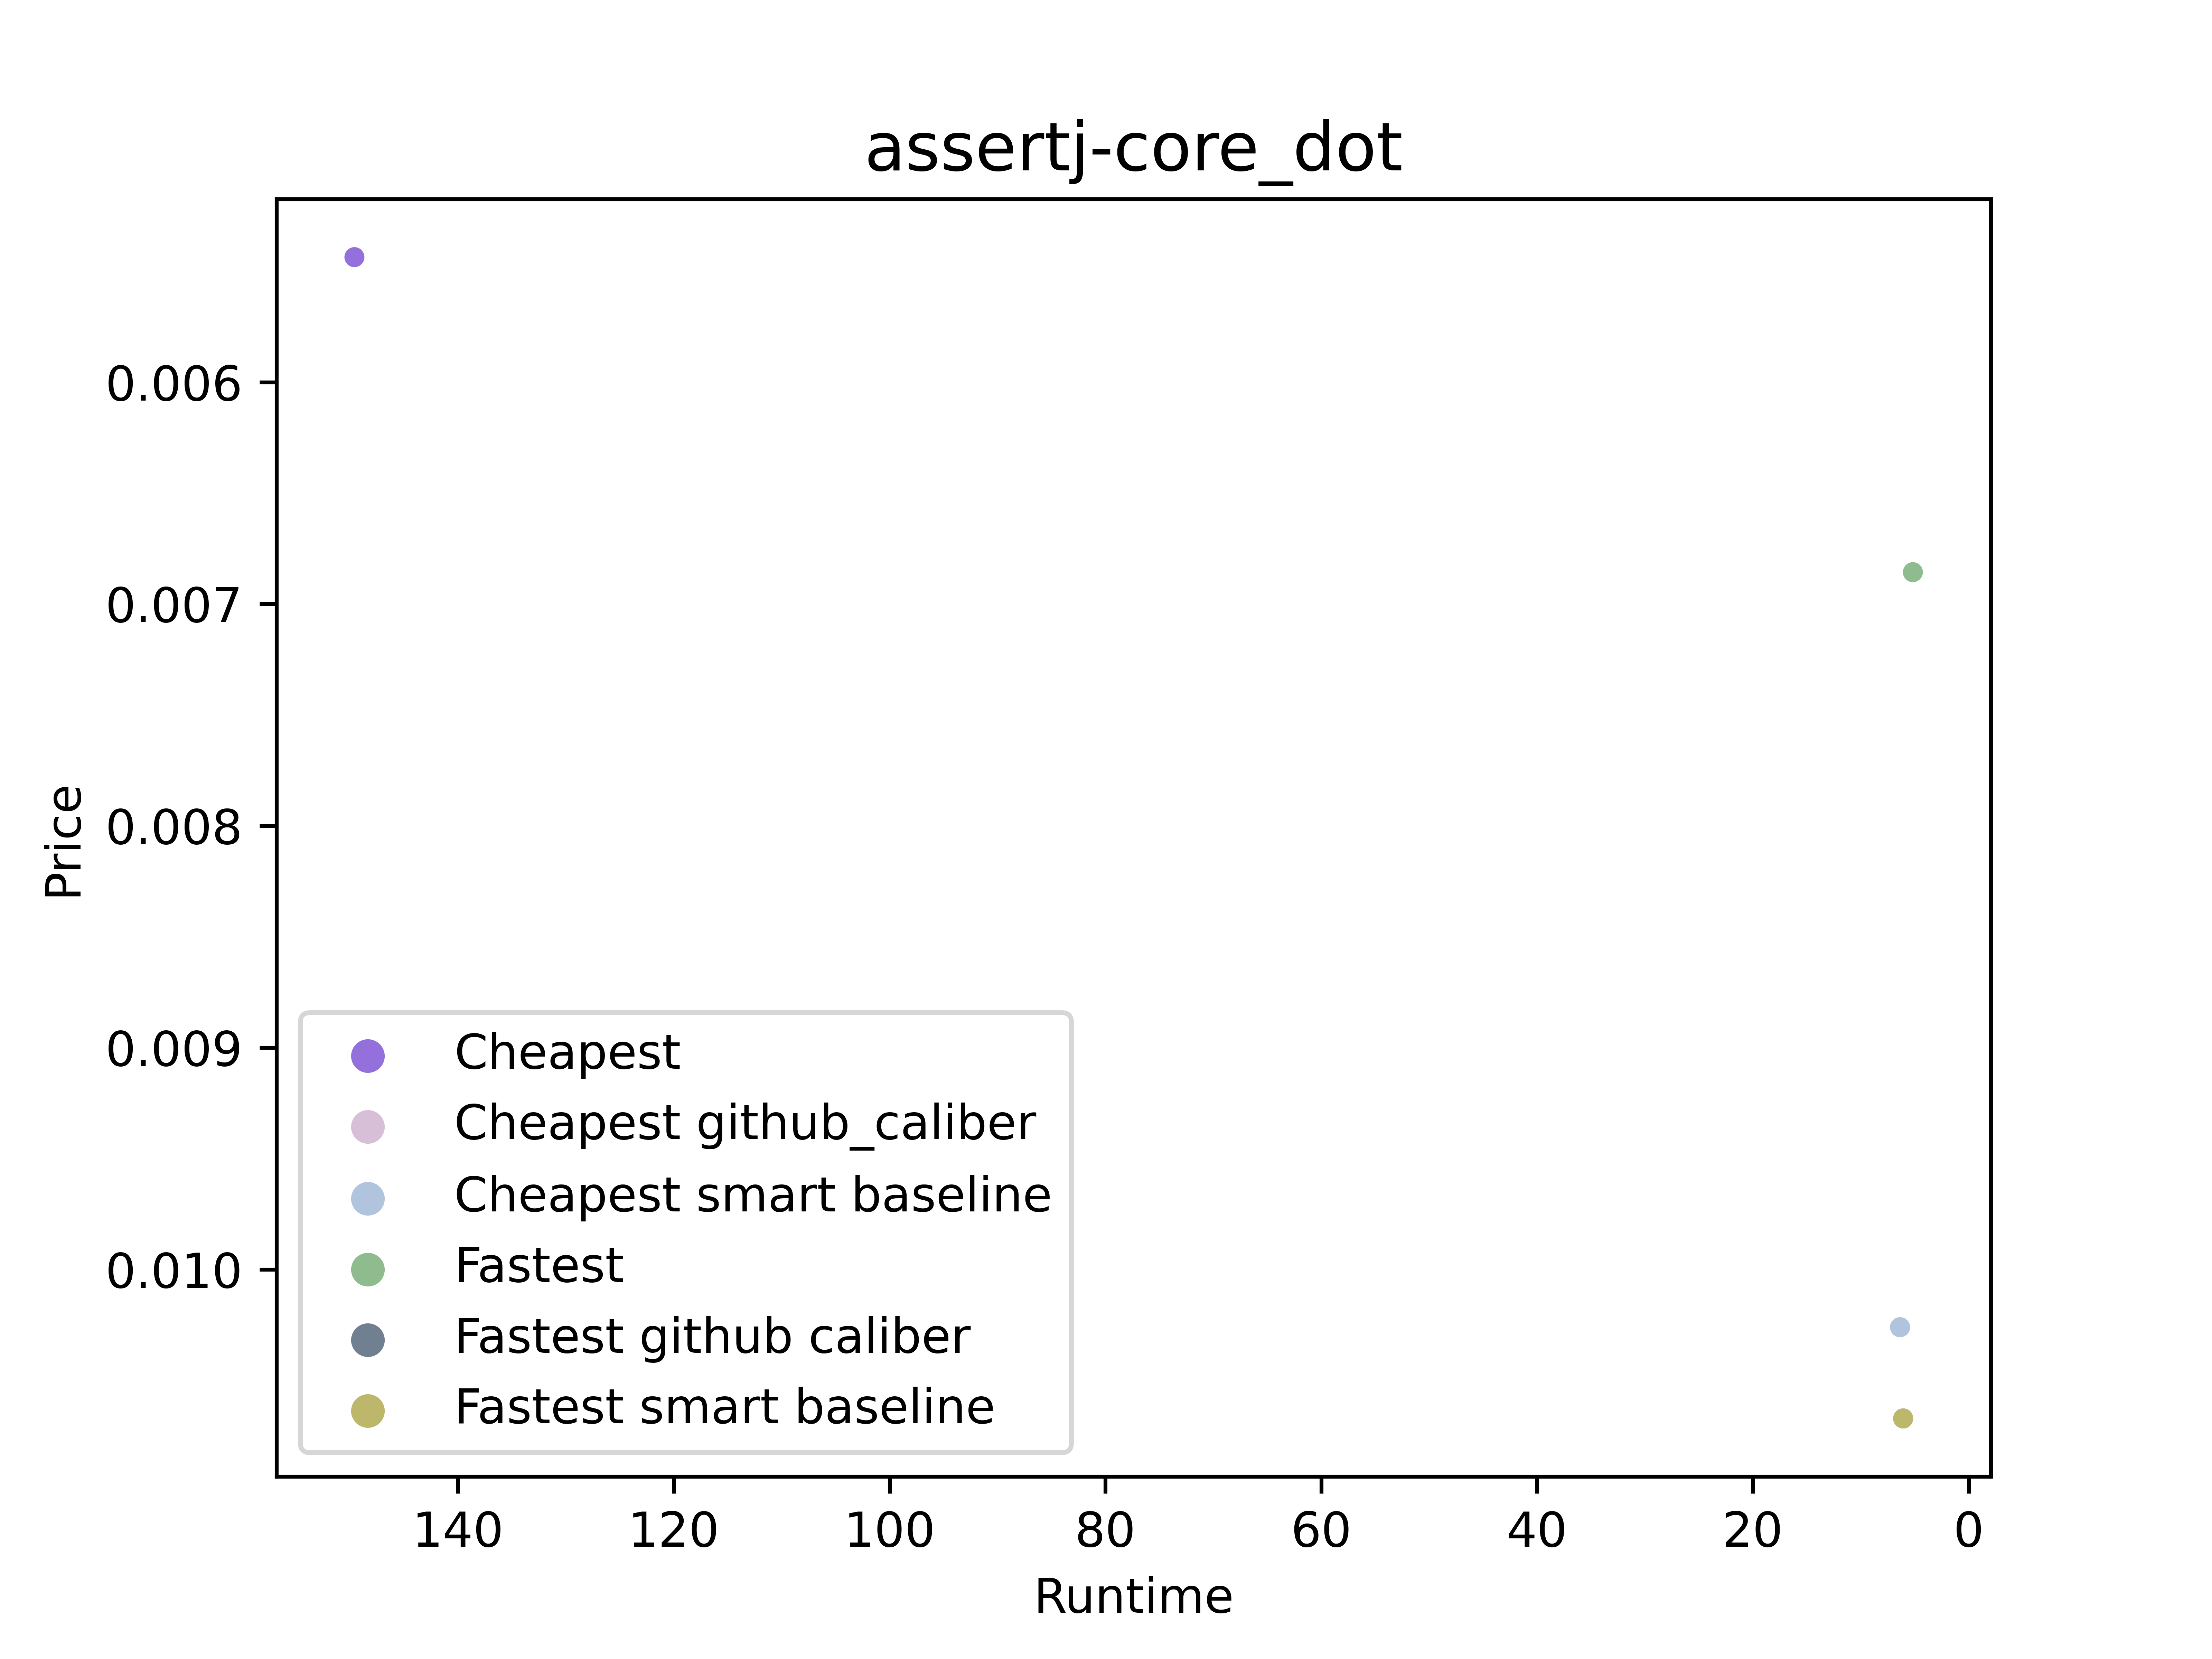 assertj-core_dot
0.006
0.007
0.008
0.009
0.010
Price
Cheapest
Cheapest github_caliber
Cheapest smart baseline
Fastest
Fastest github caliber
Fastest smart baseline
140 120 100 80 60 40 20 0
Runtime